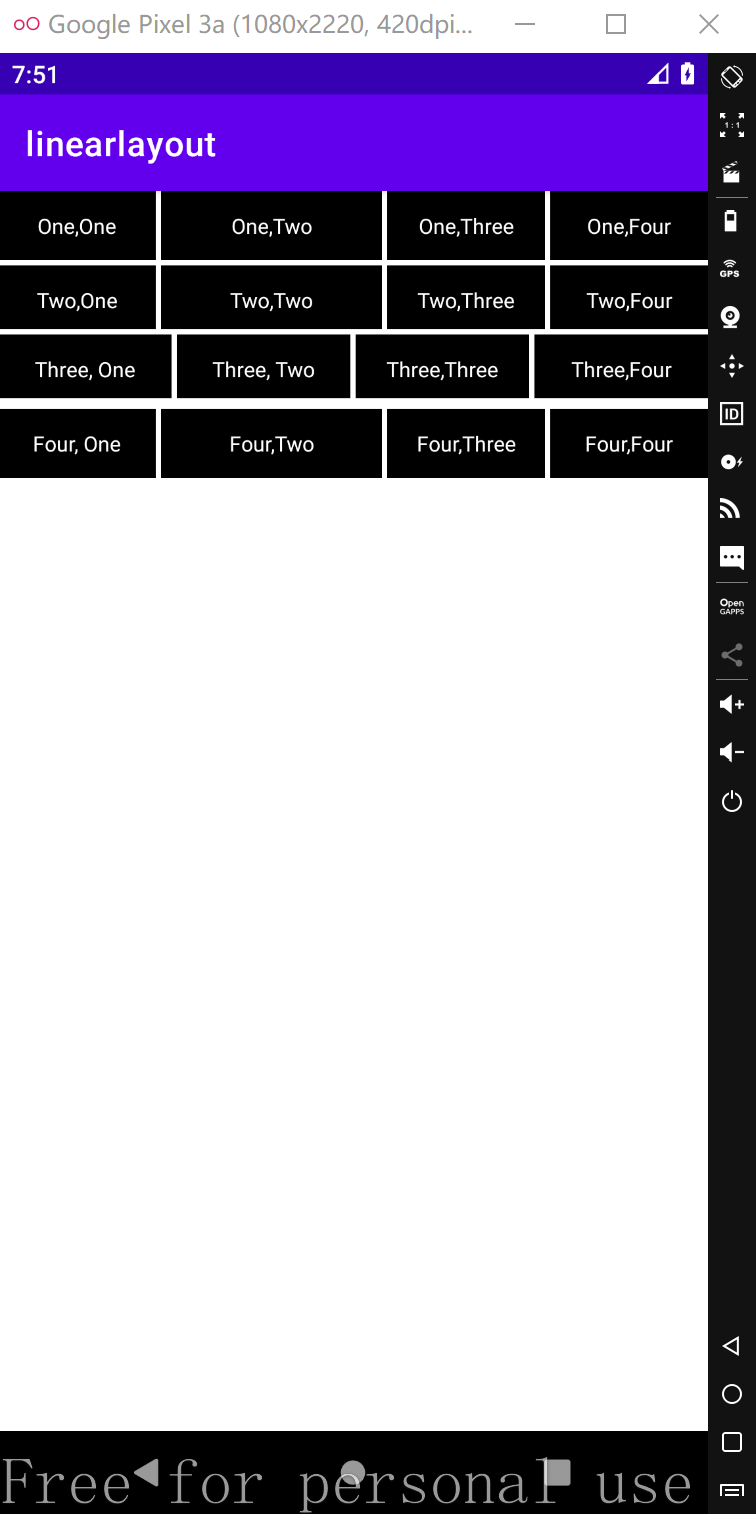 Google Pixel 3a (1080x2220, 420dpi...
7:51
linearlayout
One,One One,Two One,Three One,Four
Two,One Two,Two Two,Three Two,Four
Three, One Three, Two Three,Three Three,Four
Four, One Four,Two Four,Three Four,Four
1:1
GPS
ID
Open
GAPPS
Free for personal use